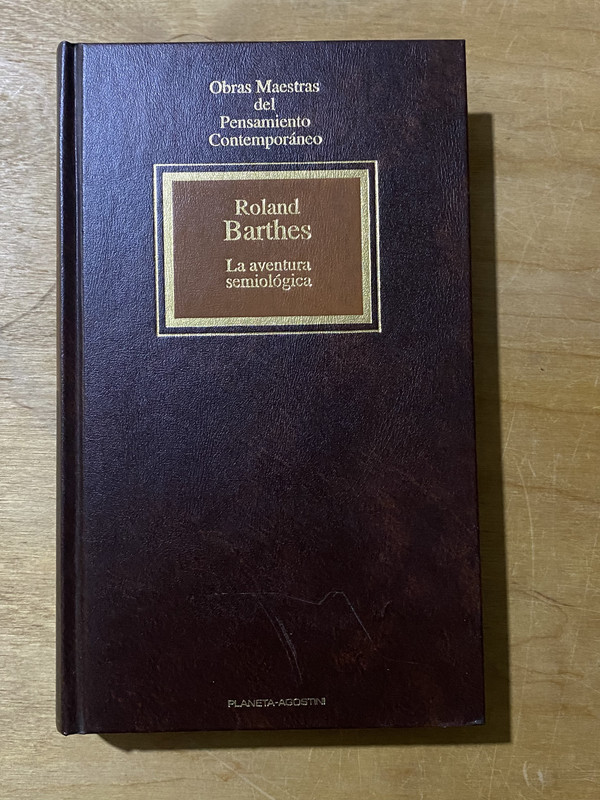 Obras Maestras
del
Pensamiento
Contemporáneo
Roland
Barthes
La aventura
semiológica
PLANETA-AGOSTINI